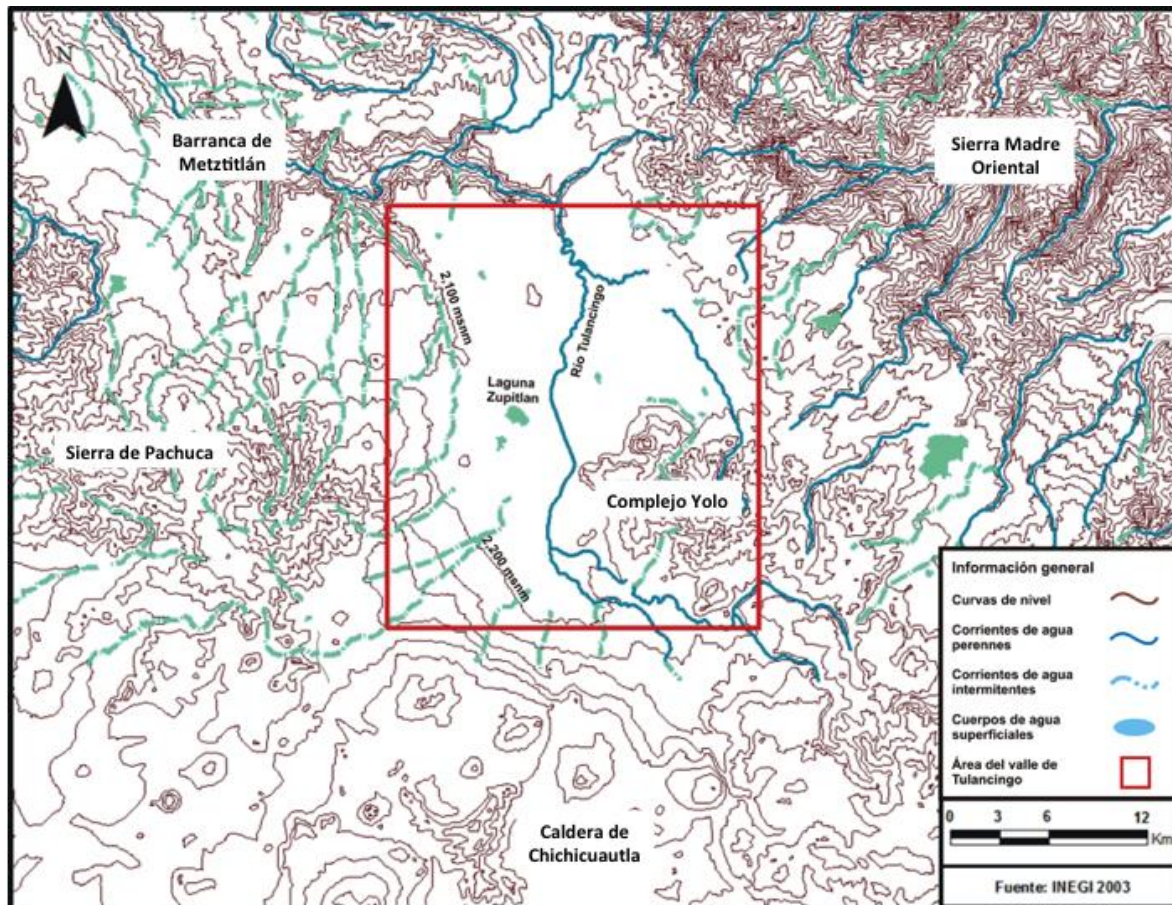 N
Barranca de
Metztitlán
Sierra Madre
Oriental
2,100 msnm
Río Tulancingo
Laguna
Zupitlan
Sierra de Pachuca
Complejo Yolo
2,200 msnm
Caldera de
Chichicuautla
Información general
Curvas de nivel
Corrientes de agua
perennes
Corrientes de agua
intermitentes
Cuerpos de agua
superficiales
Área del valle de
Tulancingo
0 3 6 12
Km
Fuente: INEGI 2003